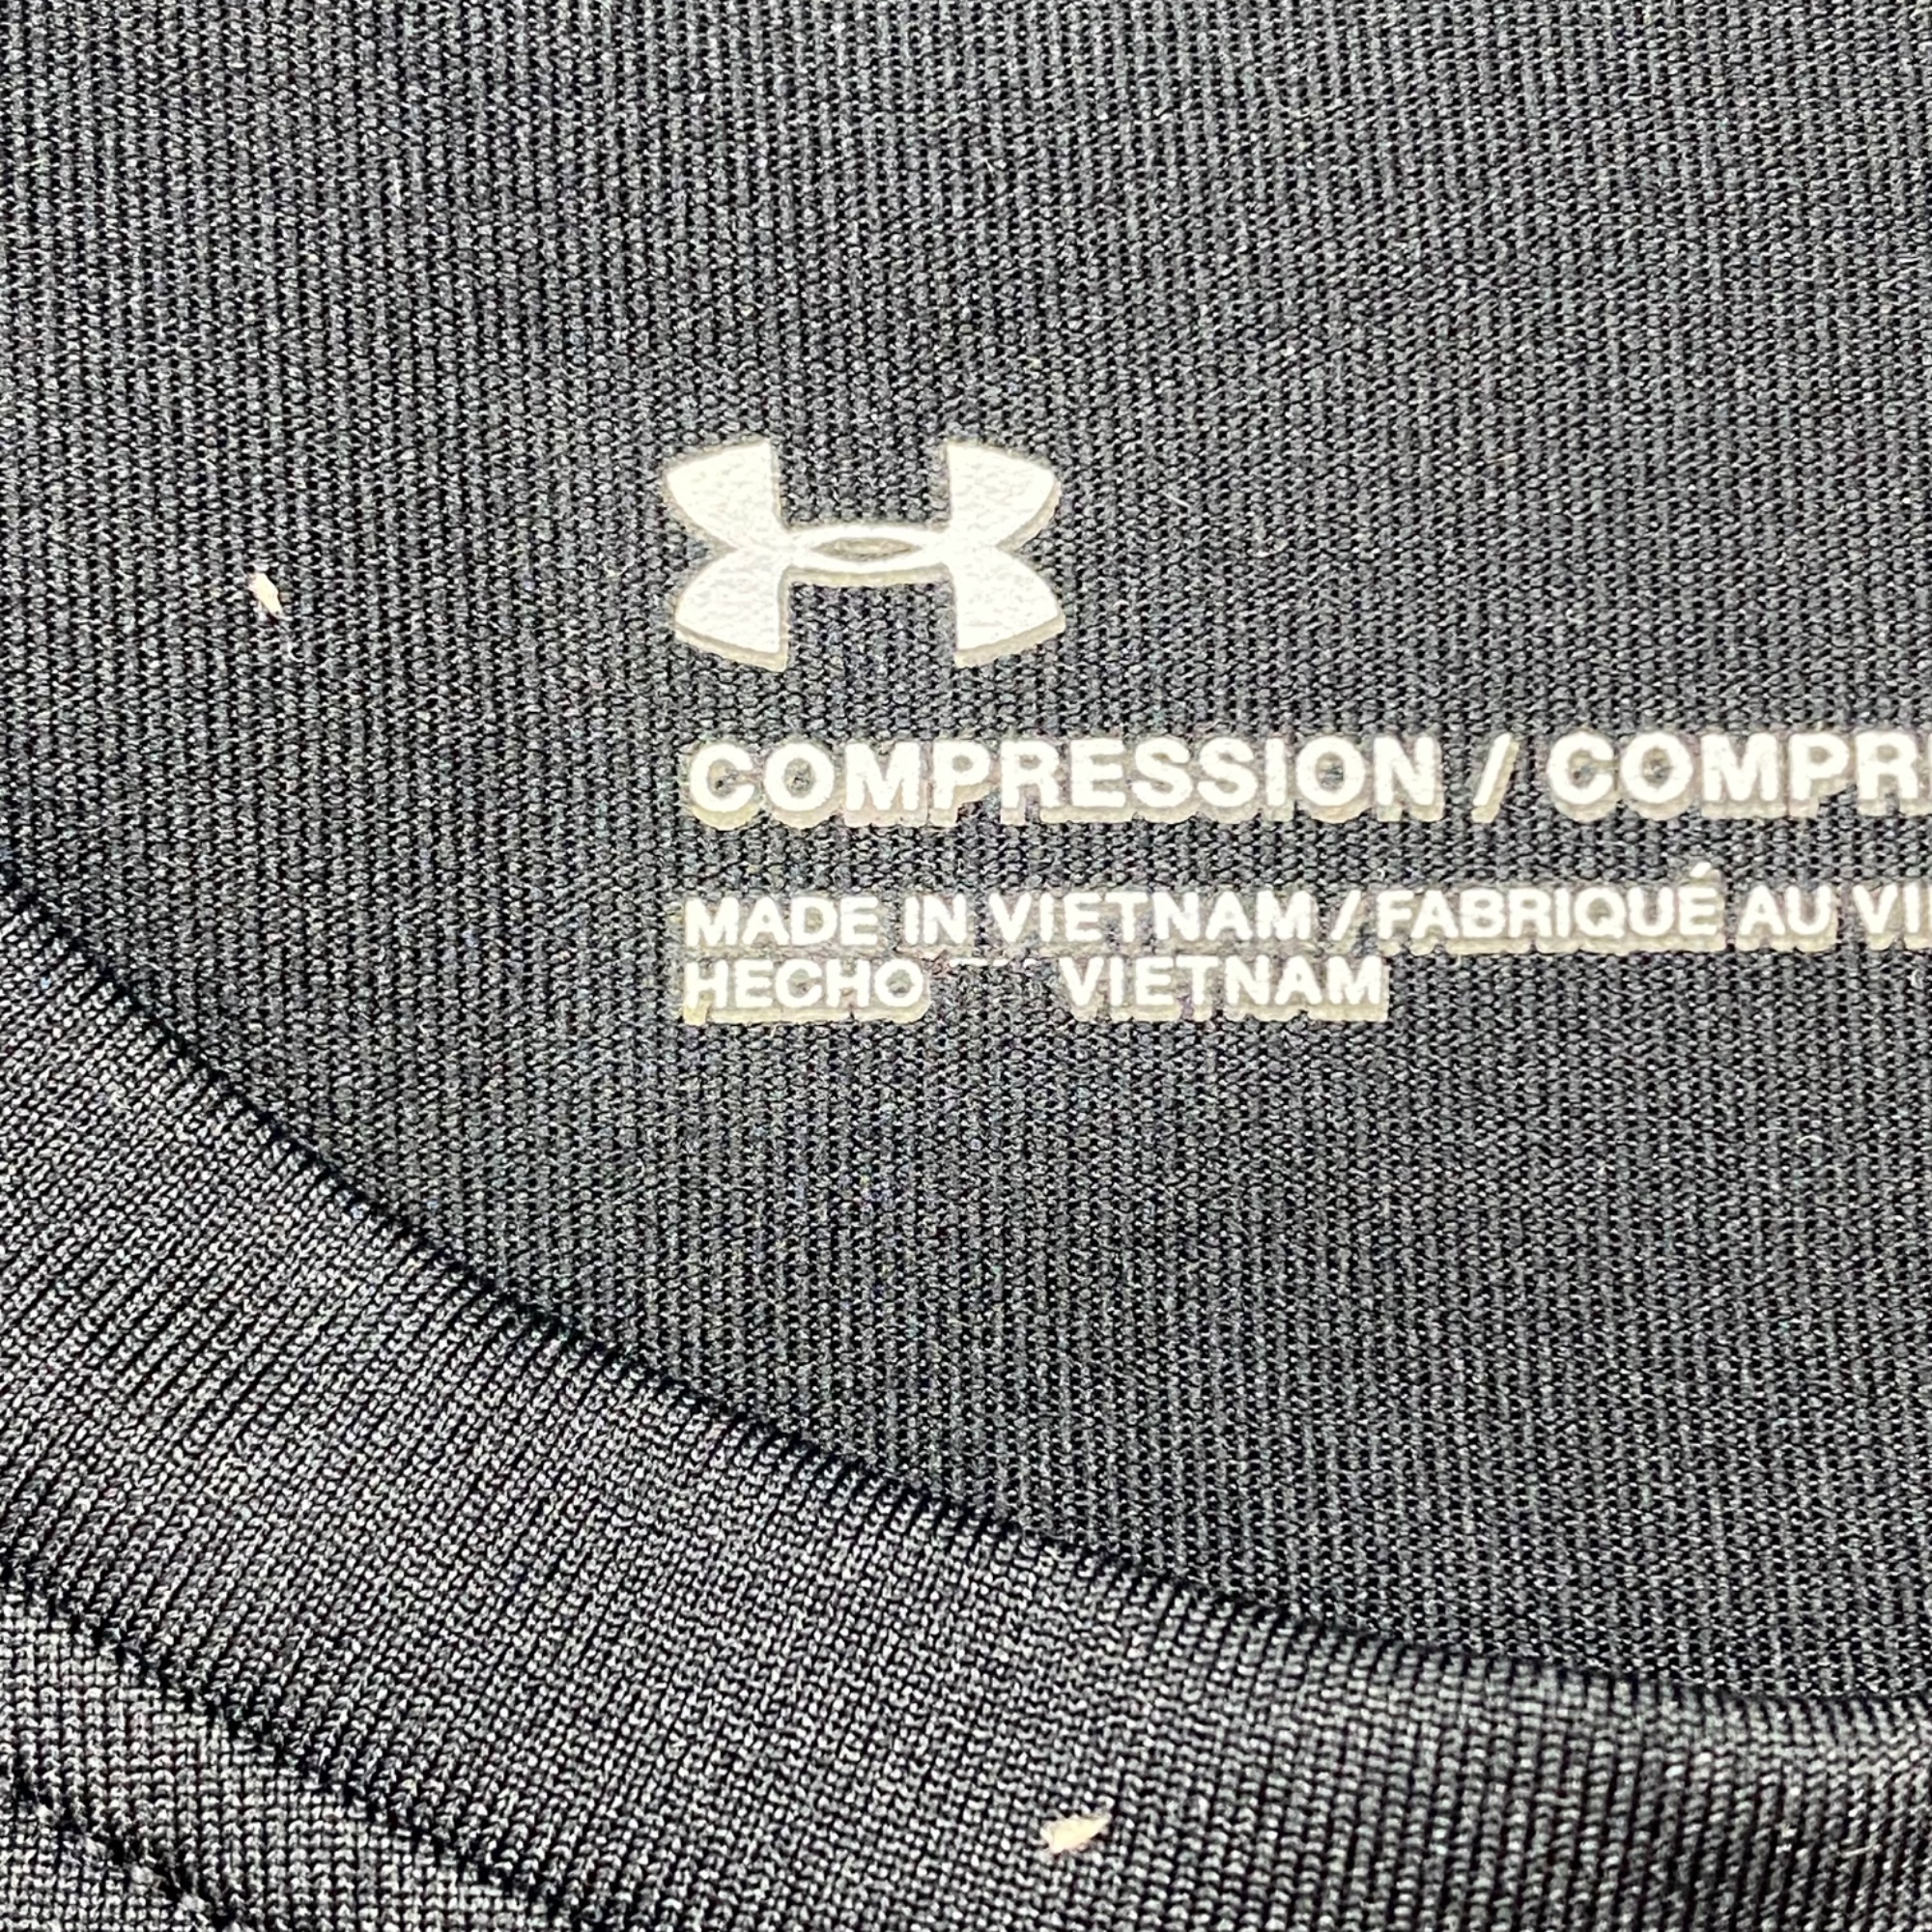 COMPRESSION / COMPR
MADE IN VIETNAM / FABRIQUÉ AU VI
HECHO VIETNAM